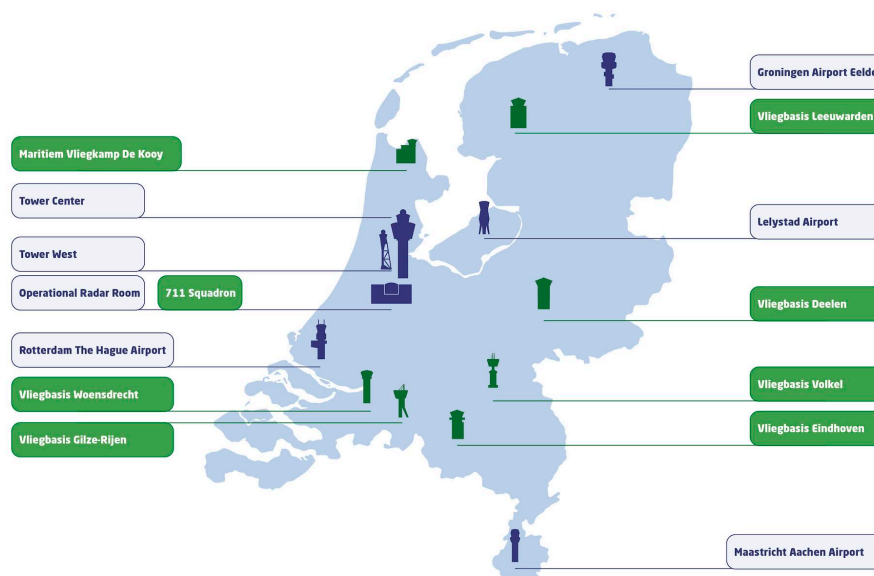 Groningen Airport Eelde
Vliegbasis Leeuwarden
Maritiem Vliegkamp De Kooy
Tower Center
Lelystad Airport
Tower West
Operational Radar Room
711 Squadron
Vliegbasis Deelen
Rotterdam The Hague Airport
Vliegbasis Woensdrecht
Vliegbasis Volkel
Vliegbasis Gilze-Rijen
Vliegbasis Eindhoven
Maastricht Aachen Airport